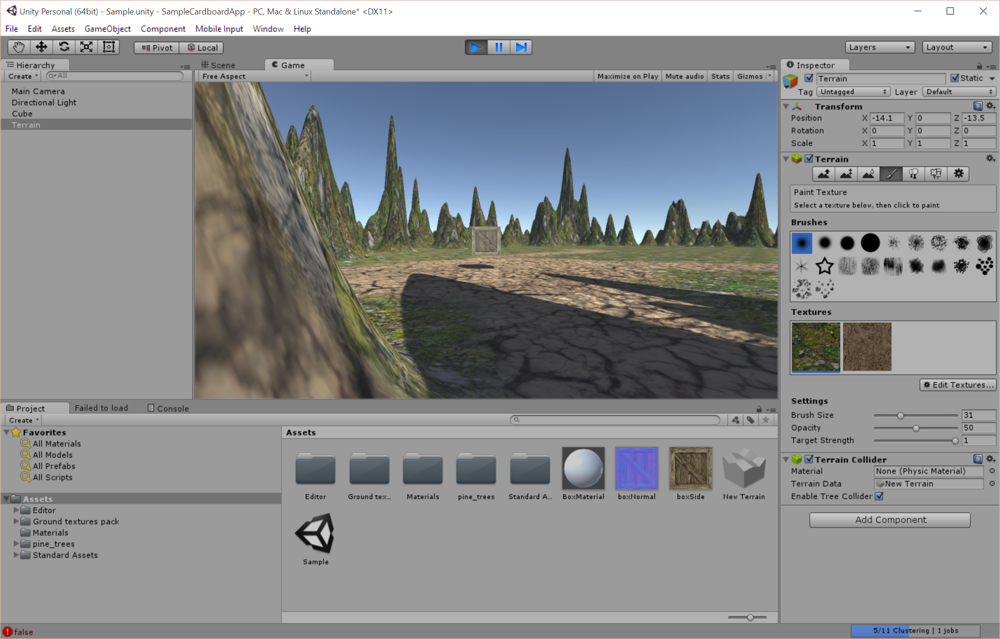 Unity Personal (64bit) - Sample.unity - SampleCardboardApp - PC, Mac & Linux Standalone* <DX11>
File Edit Assets GameObject Component Mobile Input Window Help
Pivot Local Layers Layout
Hierarchy
Create All
Main Camera
Directional Light
Cube
Terrain
Scene Game
Free Aspect Maximize on Play Mute audio Stats Gizmos
Inspector
Terrain Static
Tag Untagged Layer Default
Transform
Position X -14.1 Y 0 Z -13.5
Rotation X 0 Y 0 Z 0
Scale X 1 Y 1 Z 1
Terrain
Paint Texture
Select a texture below, then click to paint
Brushes
Textures
Edit Textures...
Settings
Brush Size 31
Opacity 50
Target Strength 1
Terrain Collider
Material None (Physic Material)
Terrain Data New Terrain
Enable Tree Collider
Add Component
Project Failed to load Console
Create
Favorites
All Materials
All Models
All Prefabs
All Scripts
Assets
Editor
Ground textures pack
Materials
pine_trees
Standard Assets
Assets
Editor Ground tex... Materials pine_trees Standard A... BoxMaterial boxNormal boxSide New Terrain
Sample
false
5/11 Clustering | 1 jobs